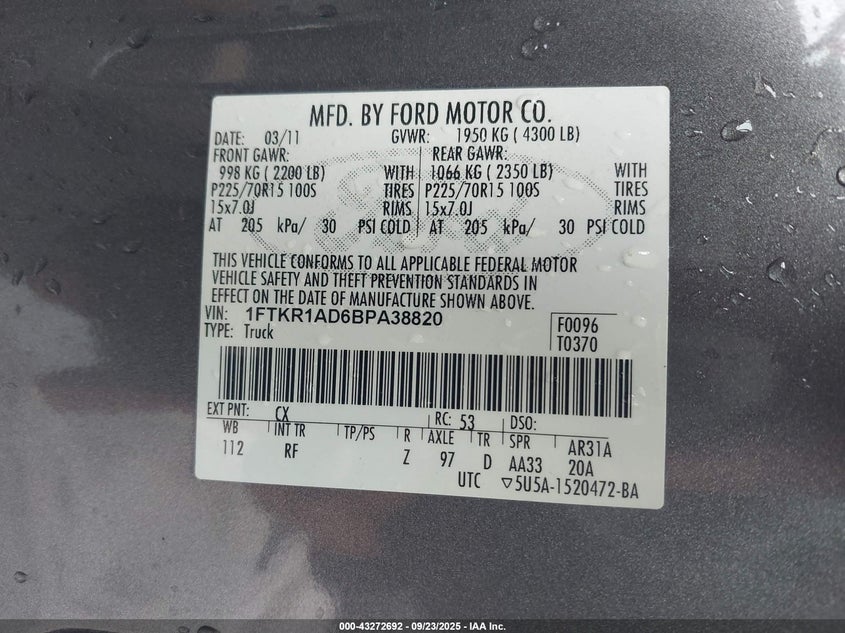 MFD. BY FORD MOTOR CO.
DATE: 03/11 GVWR: 1950 KG ( 4300 LB)
FRONT GAWR: REAR GAWR:
998 KG ( 2200 LB) WITH 1066 KG ( 2350 LB) WITH
P225/70R15 100S TIRES P225/70R15 100S TIRES
15x7.0J RIMS 15x7.0J RIMS
AT 205 kPa/ 30 PSI COLD AT 205 kPa/ 30 PSI COLD
THIS VEHICLE CONFORMS TO ALL APPLICABLE FEDERAL MOTOR
VEHICLE SAFETY AND THEFT PREVENTION STANDARDS IN
EFFECT ON THE DATE OF MANUFACTURE SHOWN ABOVE.
VIN: 1FTKR1AD6BPA38820
TYPE: Truck
F0096
T0370
EXT PNT: CX RC: 53 DSO:
WB INT TR TP/PS R AXLE TR SPR AR31A
112 RF Z 97 D AA33 20A
UTC ▽5U5A-1520472-BA
000-43272692 - 09/23/2025 - IAA Inc.